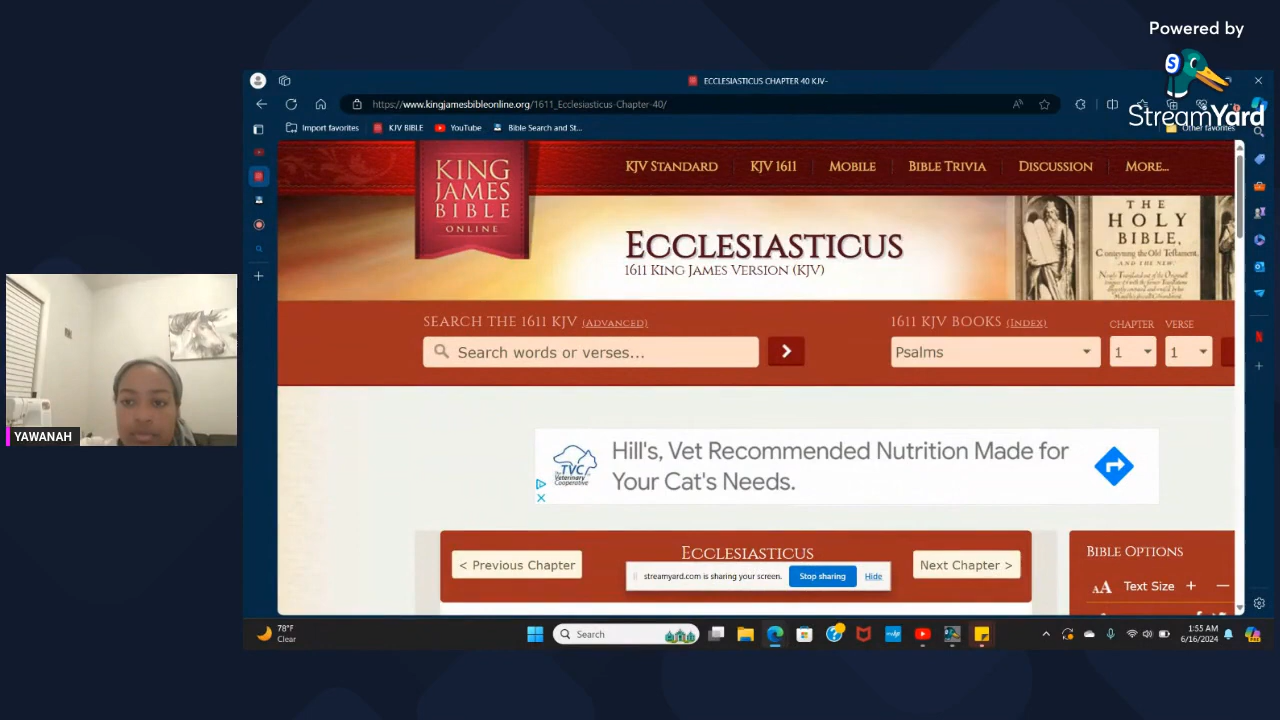 Powered by
StreamYard
ECCLESIASTICUS CHAPTER 40 KJV-
https://www.kingjamesbibleonline.org/1611_Ecclesiasticus-Chapter-40/
Import favorites
KJV BIBLE
YouTube
Bible Search and St...
Other favorites
KING
JAMES
BIBLE
ONLINE
KJV STANDARD
KJV 1611
MOBILE
BIBLE TRIVIA
DISCUSSION
MORE...
ECCLESIASTICUS
1611 KING JAMES VERSION (KJV)
THE
HOLY
BIBLE,
SEARCH THE 1611 KJV (ADVANCED)
Search words or verses...
1611 KJV BOOKS (INDEX)
CHAPTER
VERSE
Psalms
1
1
TVC
Hill's, Vet Recommended Nutrition Made for
Your Cat's Needs.
YAWANAH
< Previous Chapter
ECCLESIASTICUS
Next Chapter >
streamyard.com is sharing your screen.
Stop sharing
Hide
BIBLE OPTIONS
AA Text Size + —
78°F
Clear
Search
1:55 AM
6/16/2024